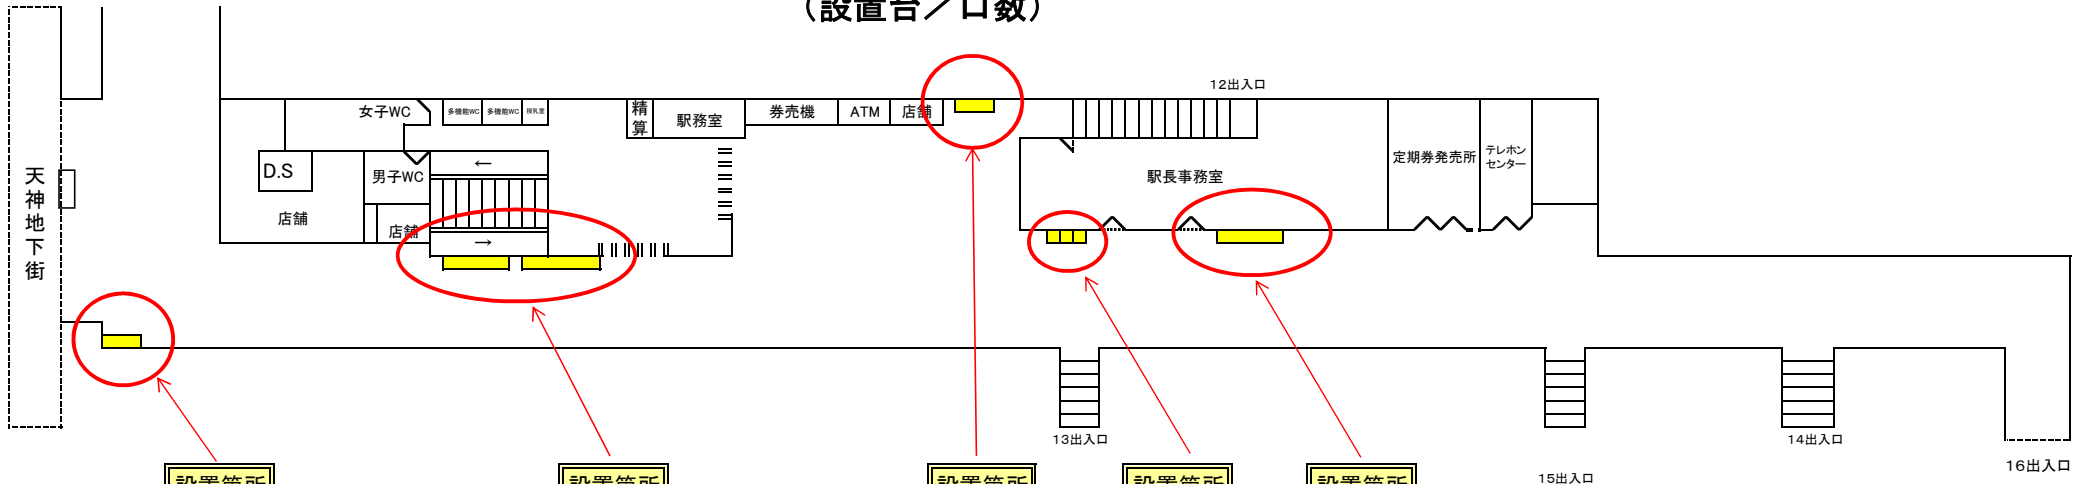 （設置台／口数）
12出入口
女子WC
多機能WC
多機能WC
授乳室
精算
駅務室
券売機
ATM
店舗
天神地下街
D.S
男子WC
店舗
店舗
←
→
駅長事務室
定期券発売所
テレホン
センター
13出入口
14出入口
15出入口
16出入口
設置箇所
設置箇所
設置箇所
設置箇所
設置箇所